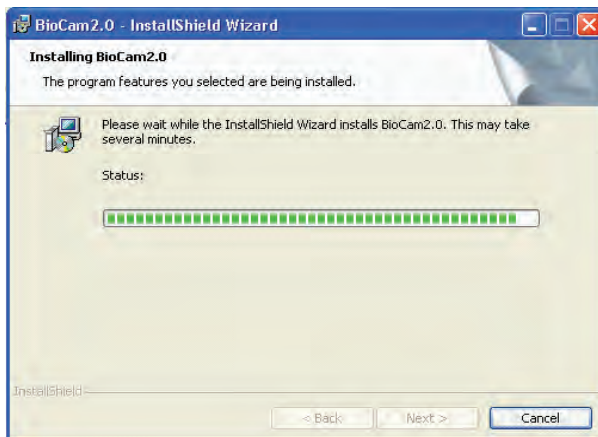 BioCam2.0 - InstallShield Wizard
Installing BioCam2.0
The program features you selected are being installed.
Please wait while the InstallShield Wizard installs BioCam2.0. This may take
several minutes.
Status:
InstallShield
< Back
Next >
Cancel